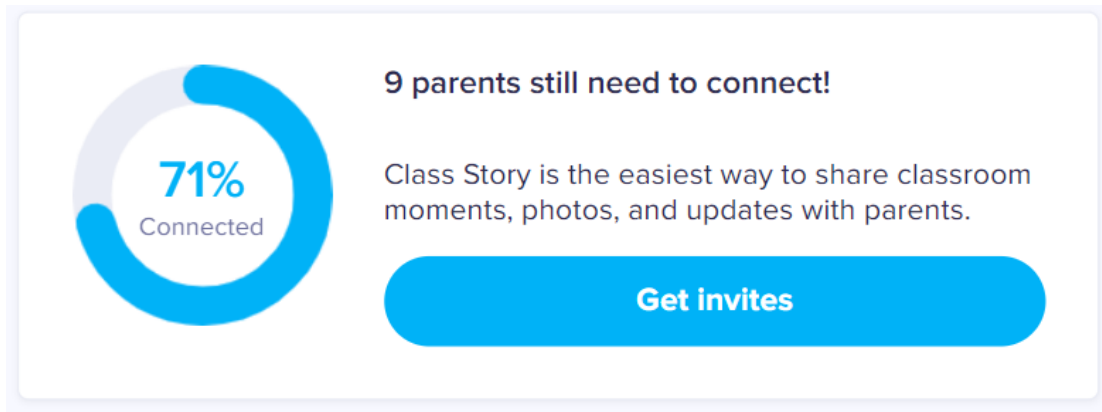 71%
Connected
9 parents still need to connect!
Class Story is the easiest way to share classroom
moments, photos, and updates with parents.
Get invites